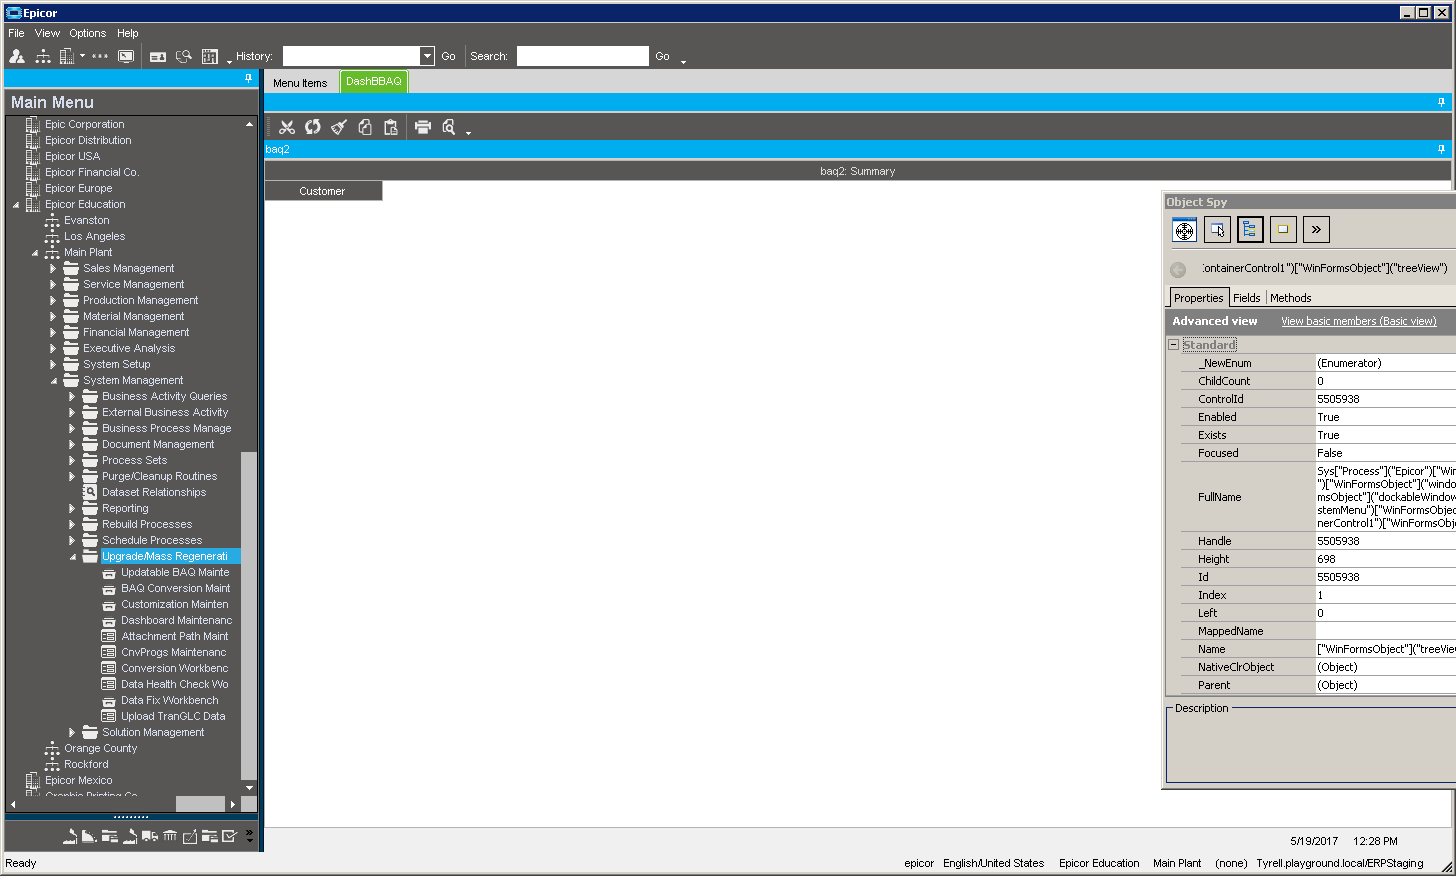 Epicor
File View Options Help
History: Go Search: Go
Main Menu
Epic Corporation
Epicor Distribution
Epicor USA
Epicor Financial Co.
Epicor Europe
Epicor Education
Evanston
Los Angeles
Main Plant
Sales Management
Service Management
Production Management
Material Management
Financial Management
Executive Analysis
System Setup
System Management
Business Activity Queries
External Business Activity
Business Process Manage
Document Management
Process Sets
Purge/Cleanup Routines
Dataset Relationships
Reporting
Rebuild Processes
Schedule Processes
Upgrade/Mass Regenerati
Updatable BAQ Mainte
BAQ Conversion Maint
Customization Mainten
Dashboard Maintenanc
Attachment Path Maint
CnvProgs Maintenanc
Conversion Workbenc
Data Health Check Wo
Data Fix Workbench
Upload TranGLC Data
Solution Management
Orange County
Rockford
Epicor Mexico
Graphic Printing Co
Menu Items DashBBAQ
baq2
baq2: Summary
Customer
Object Spy
»
ontainerControl1")["WinFormsObject"]("treeView")
Properties Fields Methods
Advanced view View basic members (Basic view)
Standard
_NewEnum (Enumerator)
ChildCount 0
ControlId 5505938
Enabled True
Exists True
Focused False
FullName Sys["Process"]("Epicor")["Win
")["WinFormsObject"]("windo
msObject"]("dockableWindow
stemMenu")["WinFormsObjec
nerControl1")["WinFormsObj
Handle 5505938
Height 698
Id 5505938
Index 1
Left 0
MappedName
Name ["WinFormsObject"]("treeView
NativeClrObject (Object)
Parent (Object)
Description
5/19/2017 12:28 PM
Ready epicor English/United States Epicor Education Main Plant (none) Tyrell.playground.local/ERPStaging